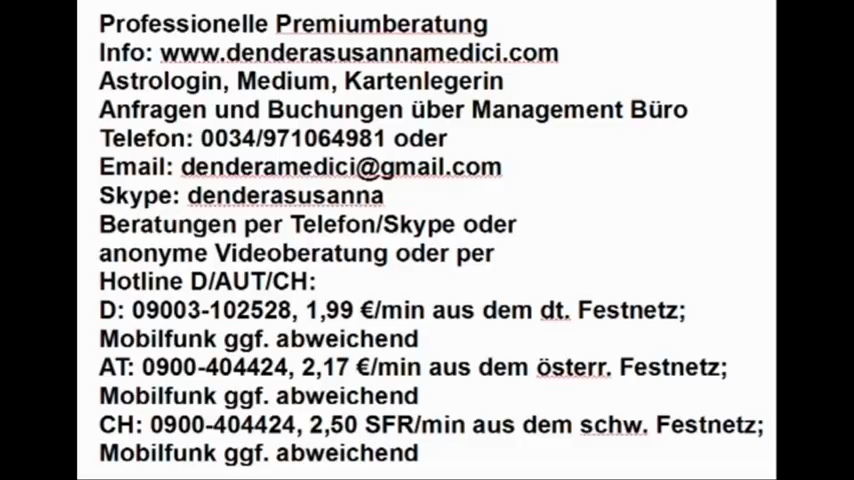 Professionelle Premiumberatung
Info: www.denderasusannamedici.com
Astrologin, Medium, Kartenlegerin
Anfragen und Buchungen über Management Büro
Telefon: 0034/971064981 oder
Email: denderamedici@gmail.com
Skype: denderasusanna
Beratungen per Telefon/Skype oder
anonyme Videoberatung oder per
Hotline D/AUT/CH:
D: 09003-102528, 1,99 €/min aus dem dt. Festnetz;
Mobilfunk ggf. abweichend
AT: 0900-404424, 2,17 €/min aus dem österr. Festnetz;
Mobilfunk ggf. abweichend
CH: 0900-404424, 2,50 SFR/min aus dem schw. Festnetz;
Mobilfunk ggf. abweichend